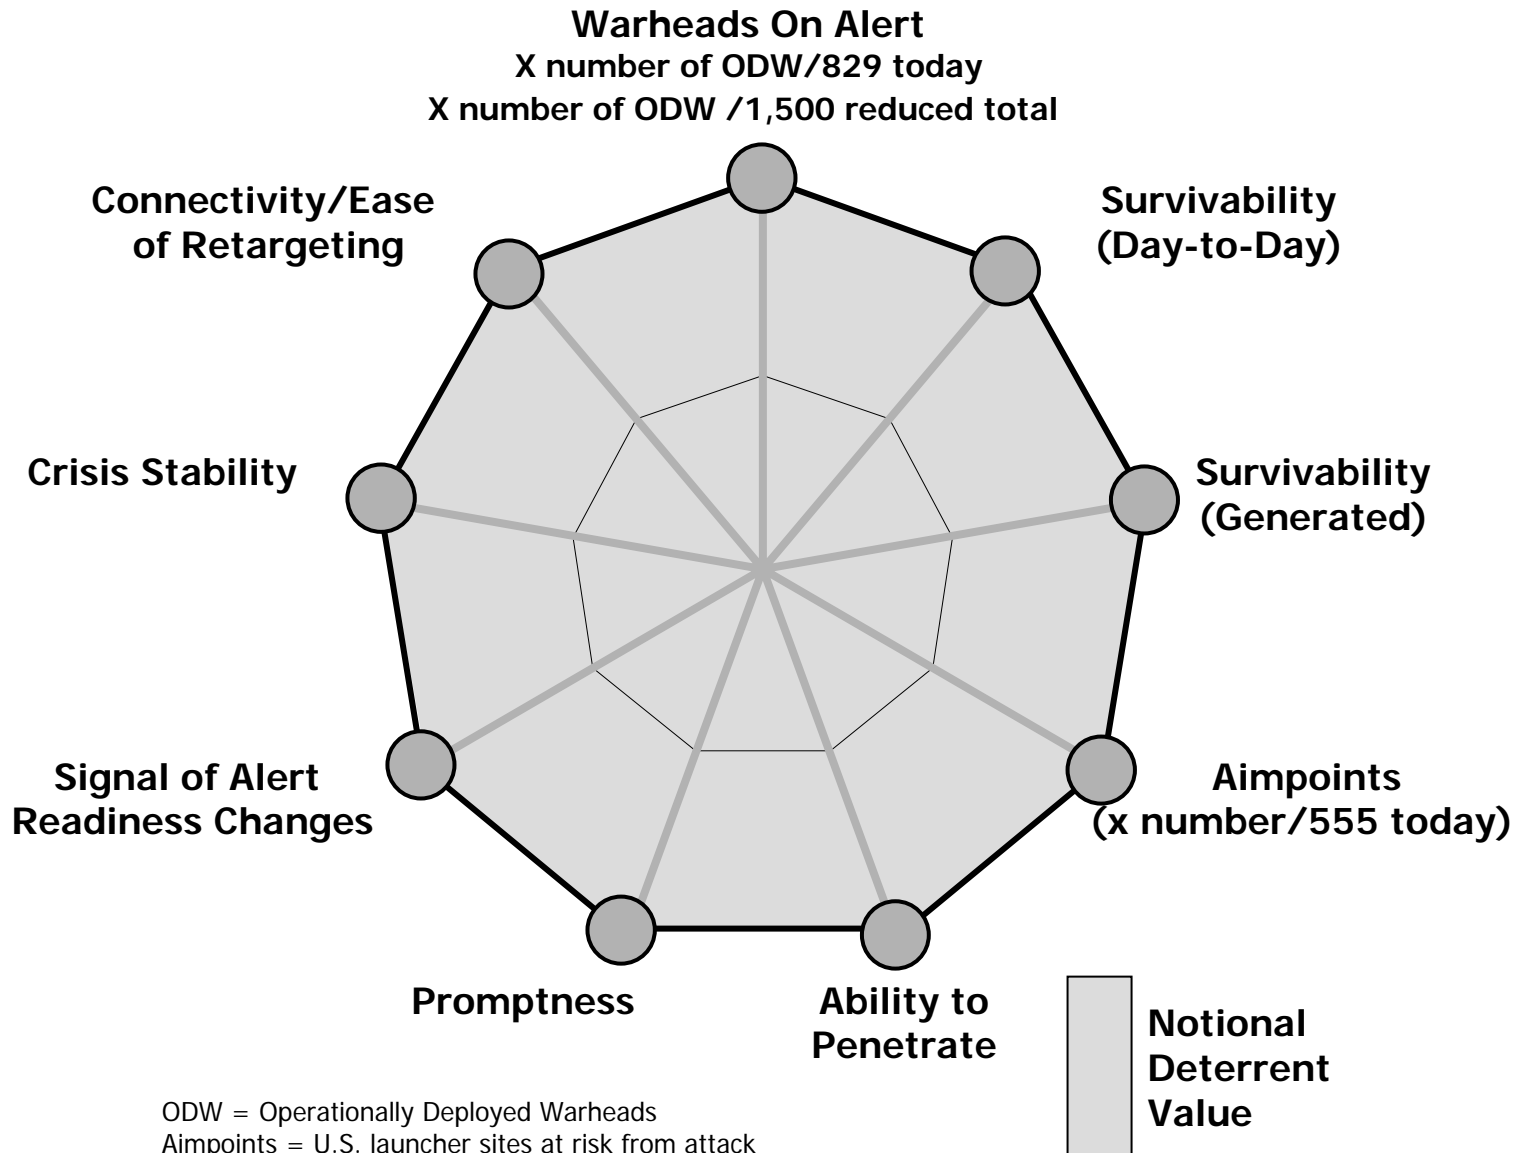 Warheads On Alert
X number of ODW/829 today
X number of ODW /1,500 reduced total
Connectivity/Ease
of Retargeting
Survivability
(Day-to-Day)
Crisis Stability
Survivability
(Generated)
Signal of Alert
Readiness Changes
Aimpoints
(x number/555 today)
Promptness
Ability to
Penetrate
Notional
Deterrent
Value
ODW = Operationally Deployed Warheads
Aimpoints = U.S. launcher sites at risk from attack